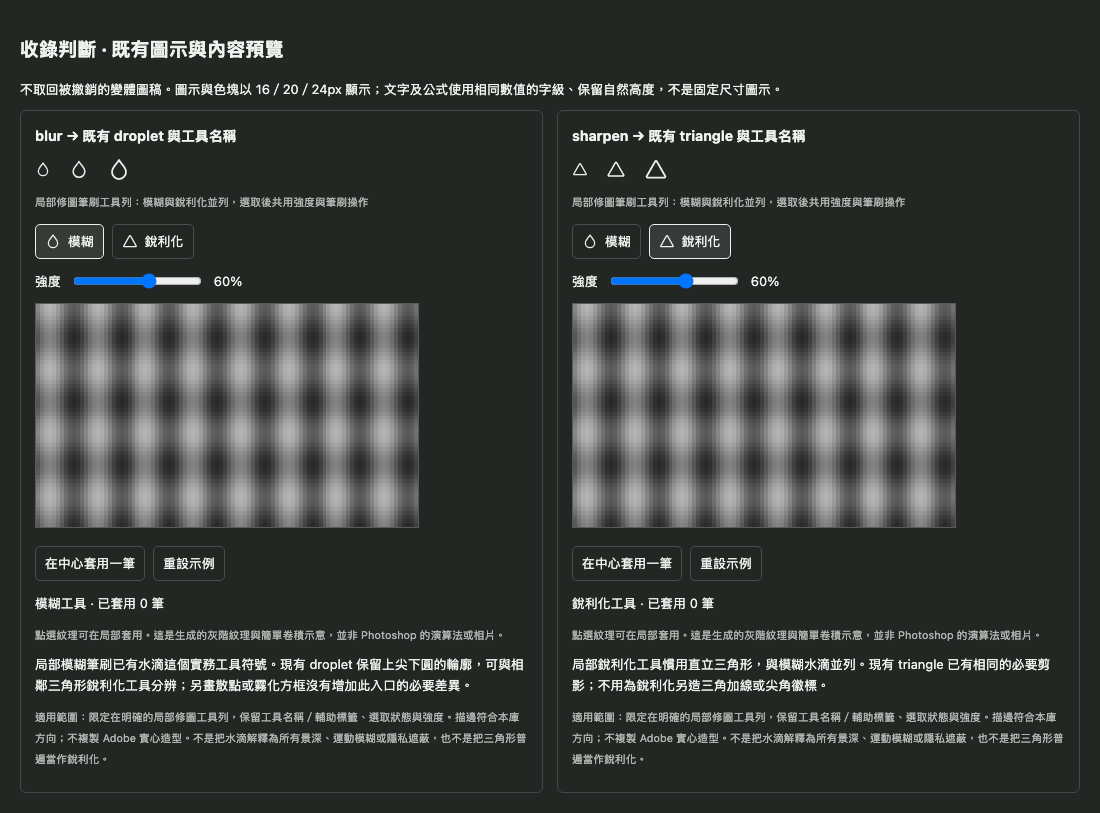 收錄判斷 · 既有圖示與內容預覽
不取回被撤銷的變體圖稿。圖示與色塊以 16 / 20 / 24px 顯示；文字及公式使用相同數值的字級、保留自然高度，不是固定尺寸圖示。
blur → 既有 droplet 與工具名稱
局部修圖筆刷工具列：模糊與銳利化並列，選取後共用強度與筆刷操作
模糊
銳利化
強度
60%
在中心套用一筆
重設示例
模糊工具 · 已套用 0 筆
點選紋理可在局部套用。這是生成的灰階紋理與簡單卷積示意，並非 Photoshop 的演算法或相片。
局部模糊筆刷已有水滴這個實務工具符號。現有 droplet 保留上尖下圓的輪廓，可與相
鄰三角形銳利化工具分辨；另畫散點或霧化方框沒有增加此入口的必要差異。
適用範圍：限定在明確的局部修圖工具列，保留工具名稱 / 輔助標籤、選取狀態與強度。描邊符合本庫
方向；不複製 Adobe 實心造型。不是把水滴解釋為所有景深、運動模糊或隱私遮蔽，也不是把三角形普
遍當作銳利化。
sharpen → 既有 triangle 與工具名稱
局部修圖筆刷工具列：模糊與銳利化並列，選取後共用強度與筆刷操作
模糊
銳利化
強度
60%
在中心套用一筆
重設示例
銳利化工具 · 已套用 0 筆
點選紋理可在局部套用。這是生成的灰階紋理與簡單卷積示意，並非 Photoshop 的演算法或相片。
局部銳利化工具慣用直立三角形，與模糊水滴並列。現有 triangle 已有相同的必要剪
影；不用為銳利化另造三角加線或尖角徽標。
適用範圍：限定在明確的局部修圖工具列，保留工具名稱 / 輔助標籤、選取狀態與強度。描邊符合本庫
方向；不複製 Adobe 實心造型。不是把水滴解釋為所有景深、運動模糊或隱私遮蔽，也不是把三角形普
遍當作銳利化。